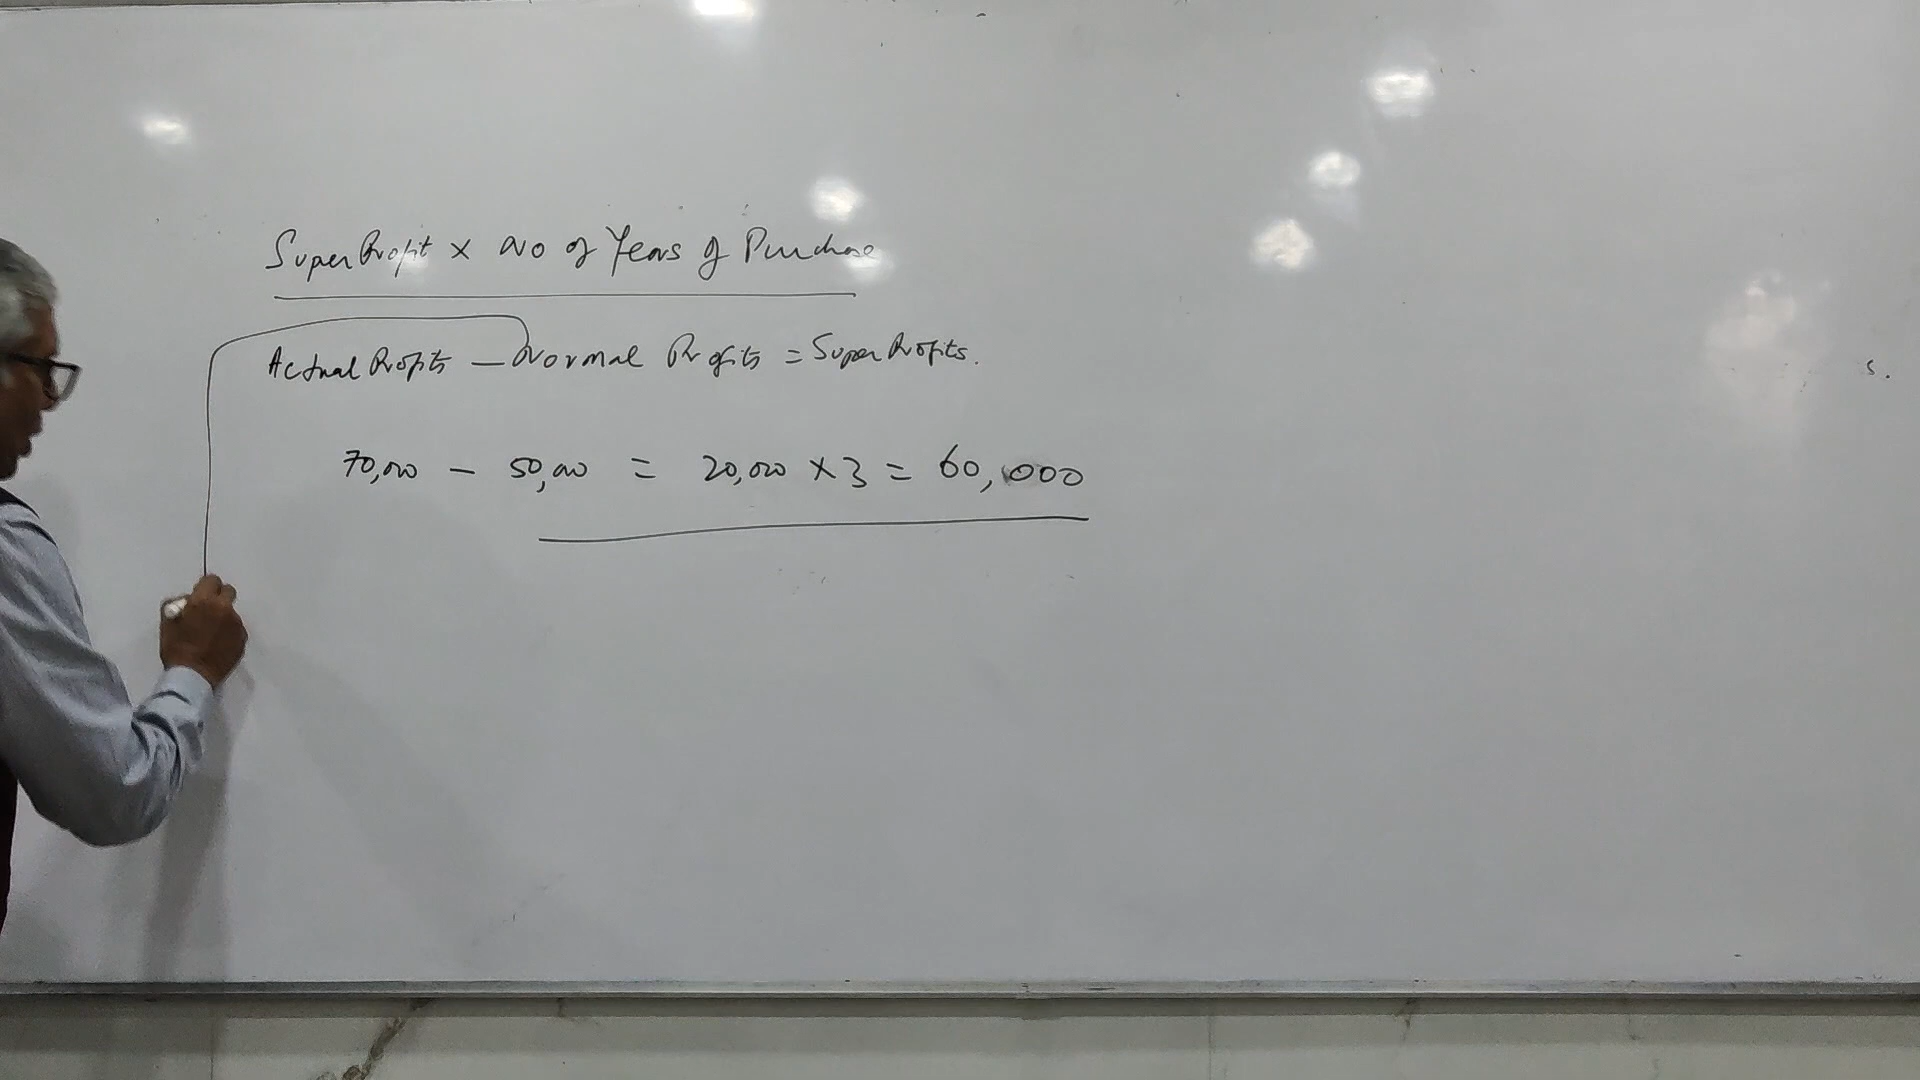 Super Profit × No of Years of Purchase
Actual Profits – Normal Profits = Super Profits.
70,000 – 50,000 = 20,000 × 3 = 60,000
s.